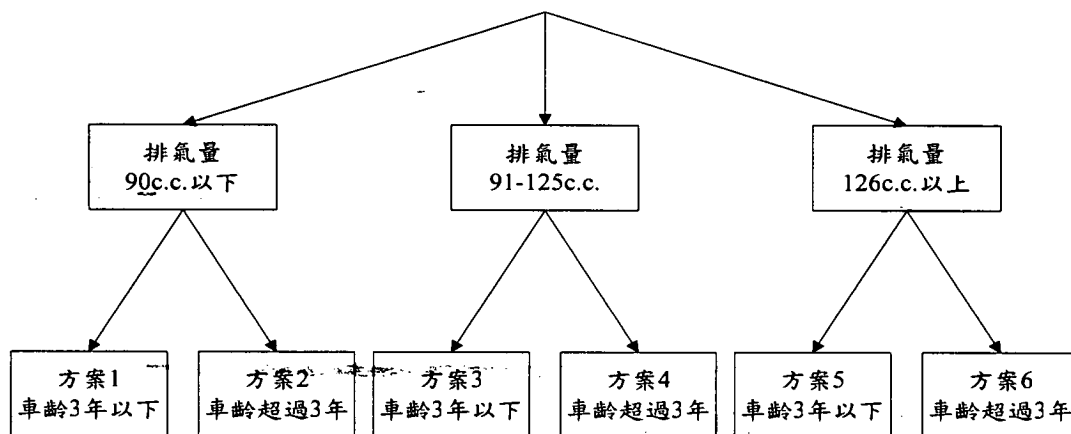 排氣量
90c.c.以下
排氣量
91-125c.c.
排氣量
126c.c.以上
方案1
車齡3年以下
方案2
車齡超過3年
方案3
車齡3年以下
方案4
車齡超過3年
方案5
車齡3年以下
方案6
車齡超過3年